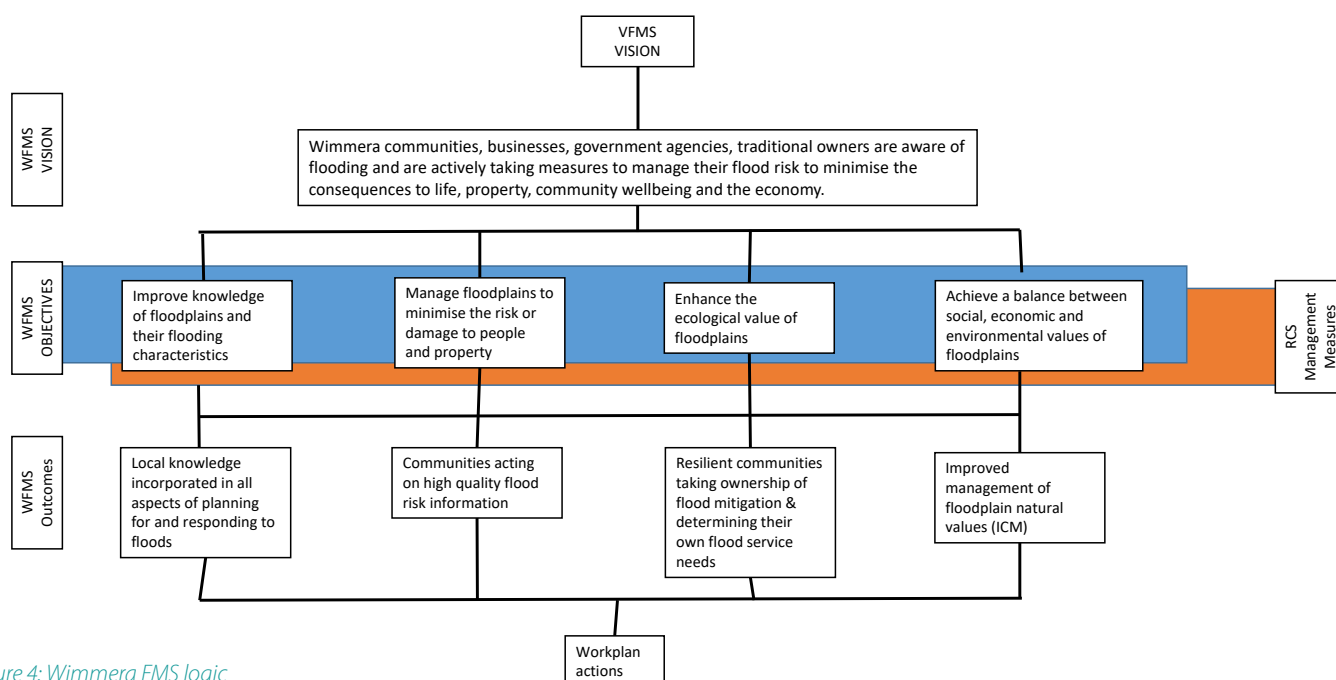 VFMS
VISION
WFMS
VISION
Wimmera communities, businesses, government agencies, traditional owners are aware of
flooding and are actively taking measures to manage their flood risk to minimise the
consequences to life, property, community wellbeing and the economy.
WFMS
OBJECTIVES
Improve knowledge
of floodplains and
their flooding
characteristics
Manage floodplains to
minimise the risk or
damage to people
and property
Enhance the
ecological value of
floodplains
Achieve a balance between
social, economic and
environmental values of
floodplains
RCS
Management
Measures
WFMS
Outcomes
Local knowledge
incorporated in all
aspects of planning
for and responding to
floods
Communities acting
on high quality flood
risk information
Resilient communities
taking ownership of
flood mitigation &
determining their
own flood service
needs
Improved
management of
floodplain natural
values (ICM)
Workplan
actions
ure 4: Wimmera FMS logic